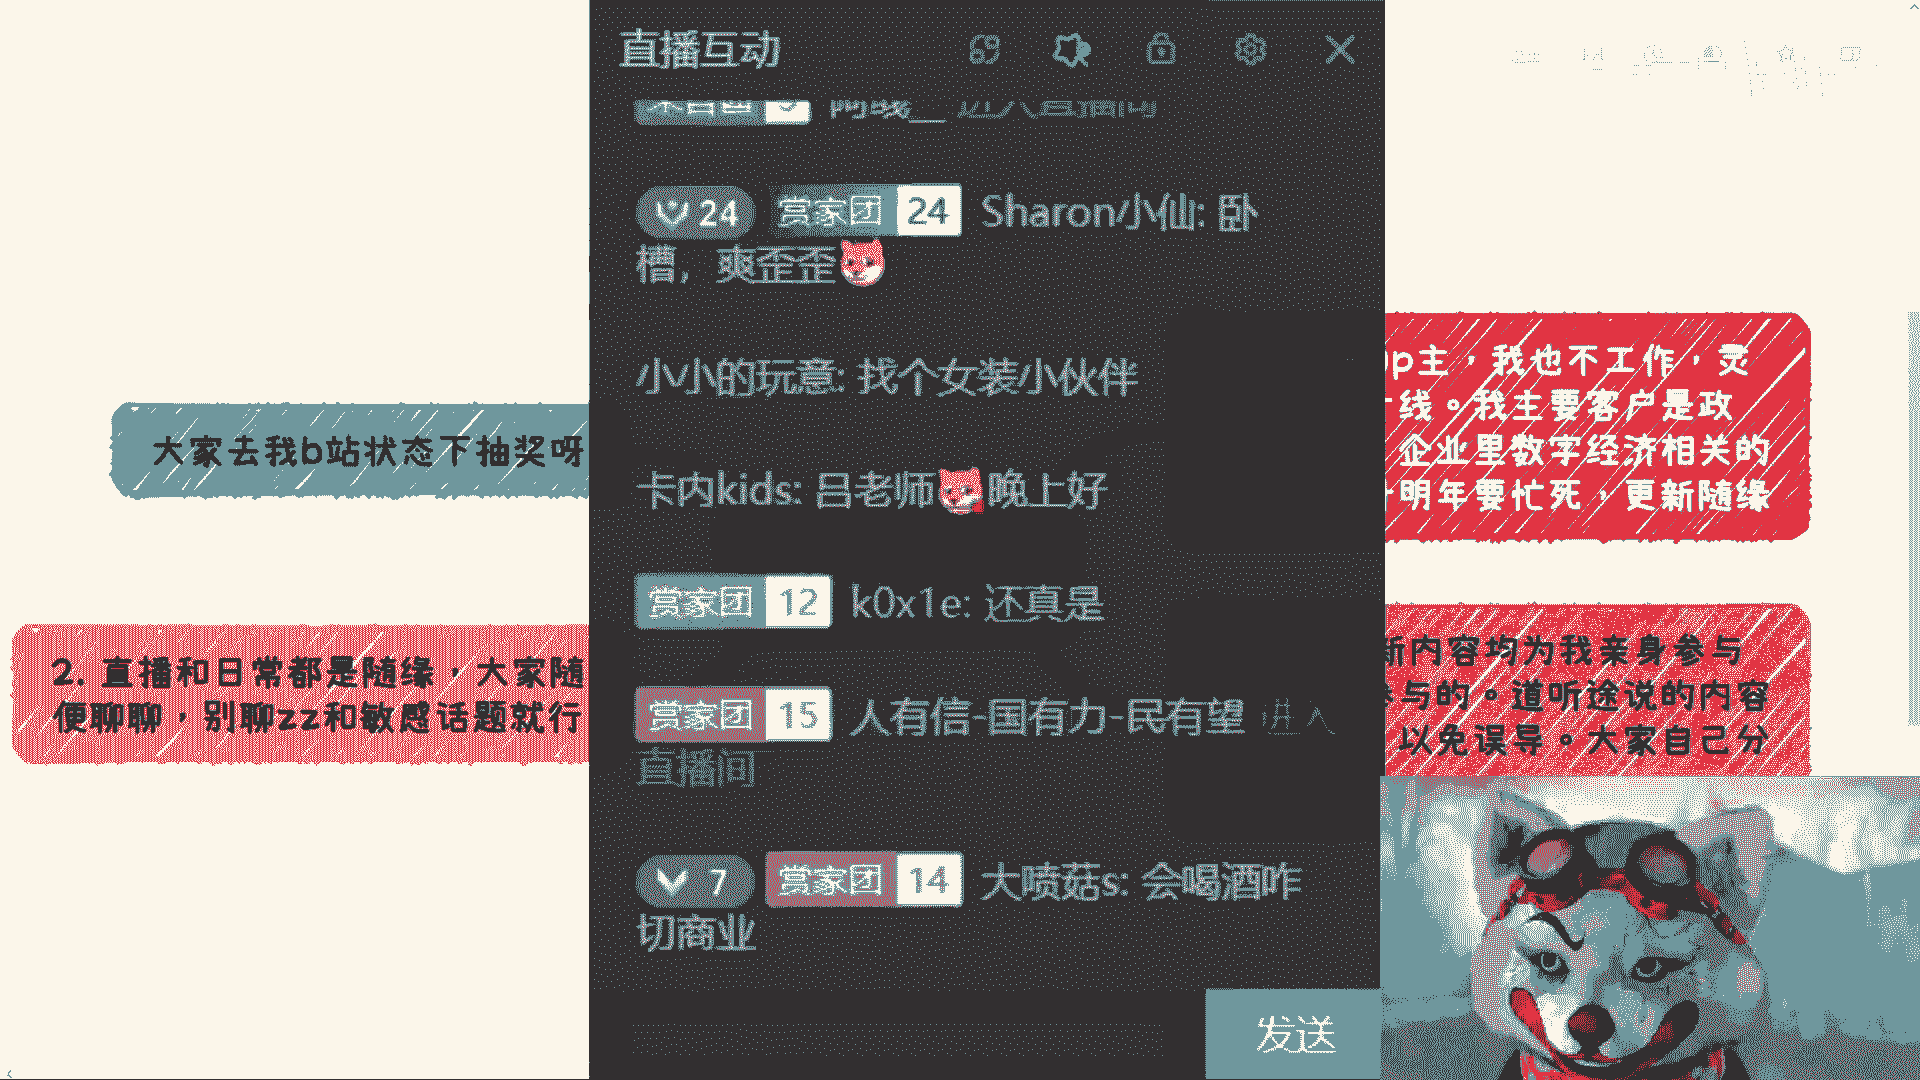 直播互动
Sharon小仙: 卧
槽，爽歪歪
24
赏家团 24
小小的玩意: 找个女装小伙伴
卡内kids: 吕老师晚上好
赏家团 12 k0x1e: 还真是
赏家团 15 人有信-国有力-民有望 进入
直播间
7 赏家团 14 大喷菇s: 会喝酒咋
切商业
发送
大家去我b站状态下抽奖呀
2. 直播和日常都是随缘，大家随
便聊聊，别聊zz和敏感话题就行
p主，我也不工作，灵
线。我主要客户是政
企业里数字经济相关的
明年要忙死，更新随缘
新内容均为我亲身参与
参与的。道听途说的内容
以免误导。大家自己分